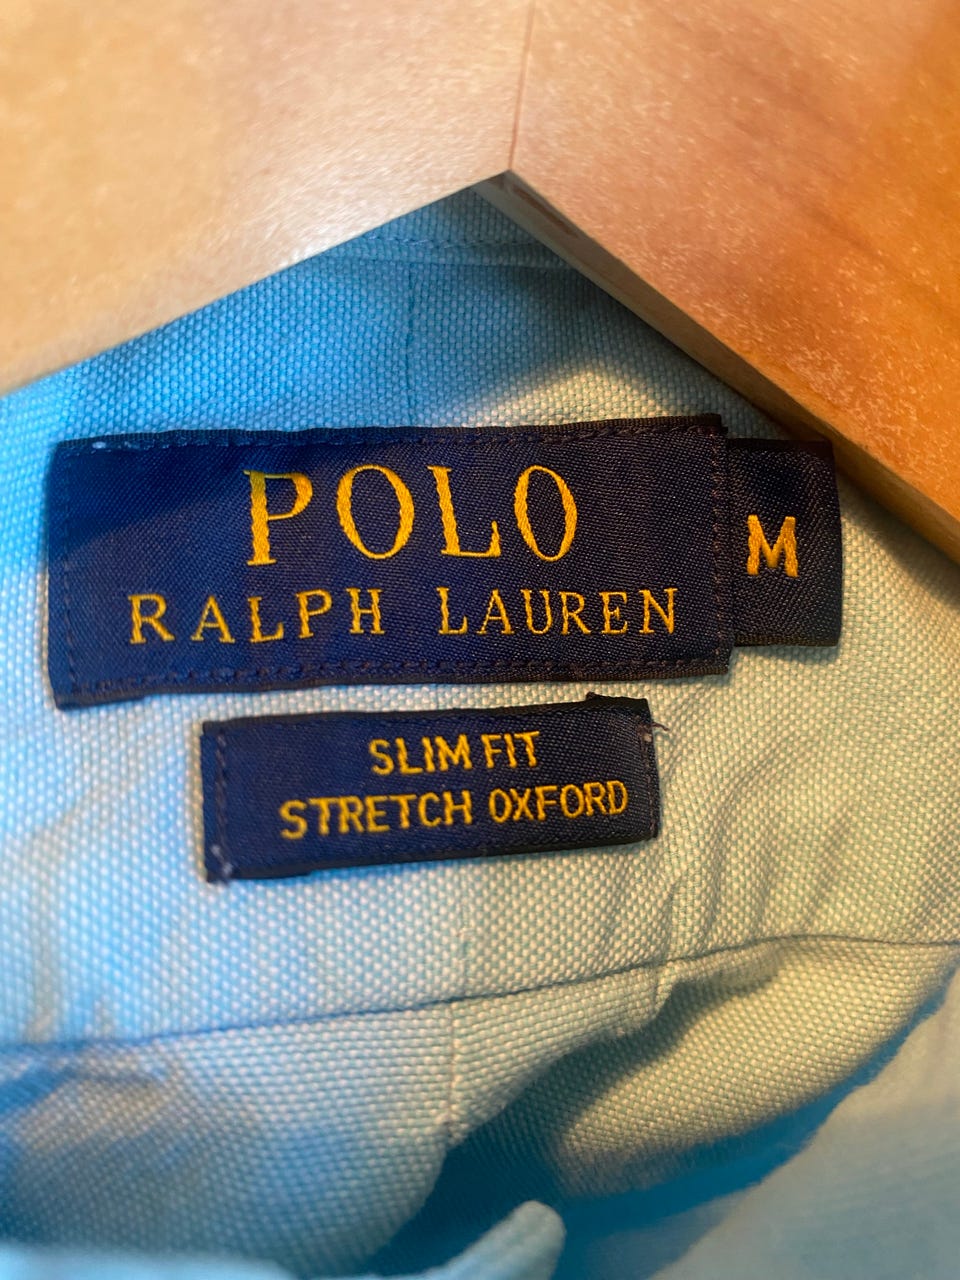 POLO
RALPH LAUREN
M
SLIM FIT
STRETCH OXFORD